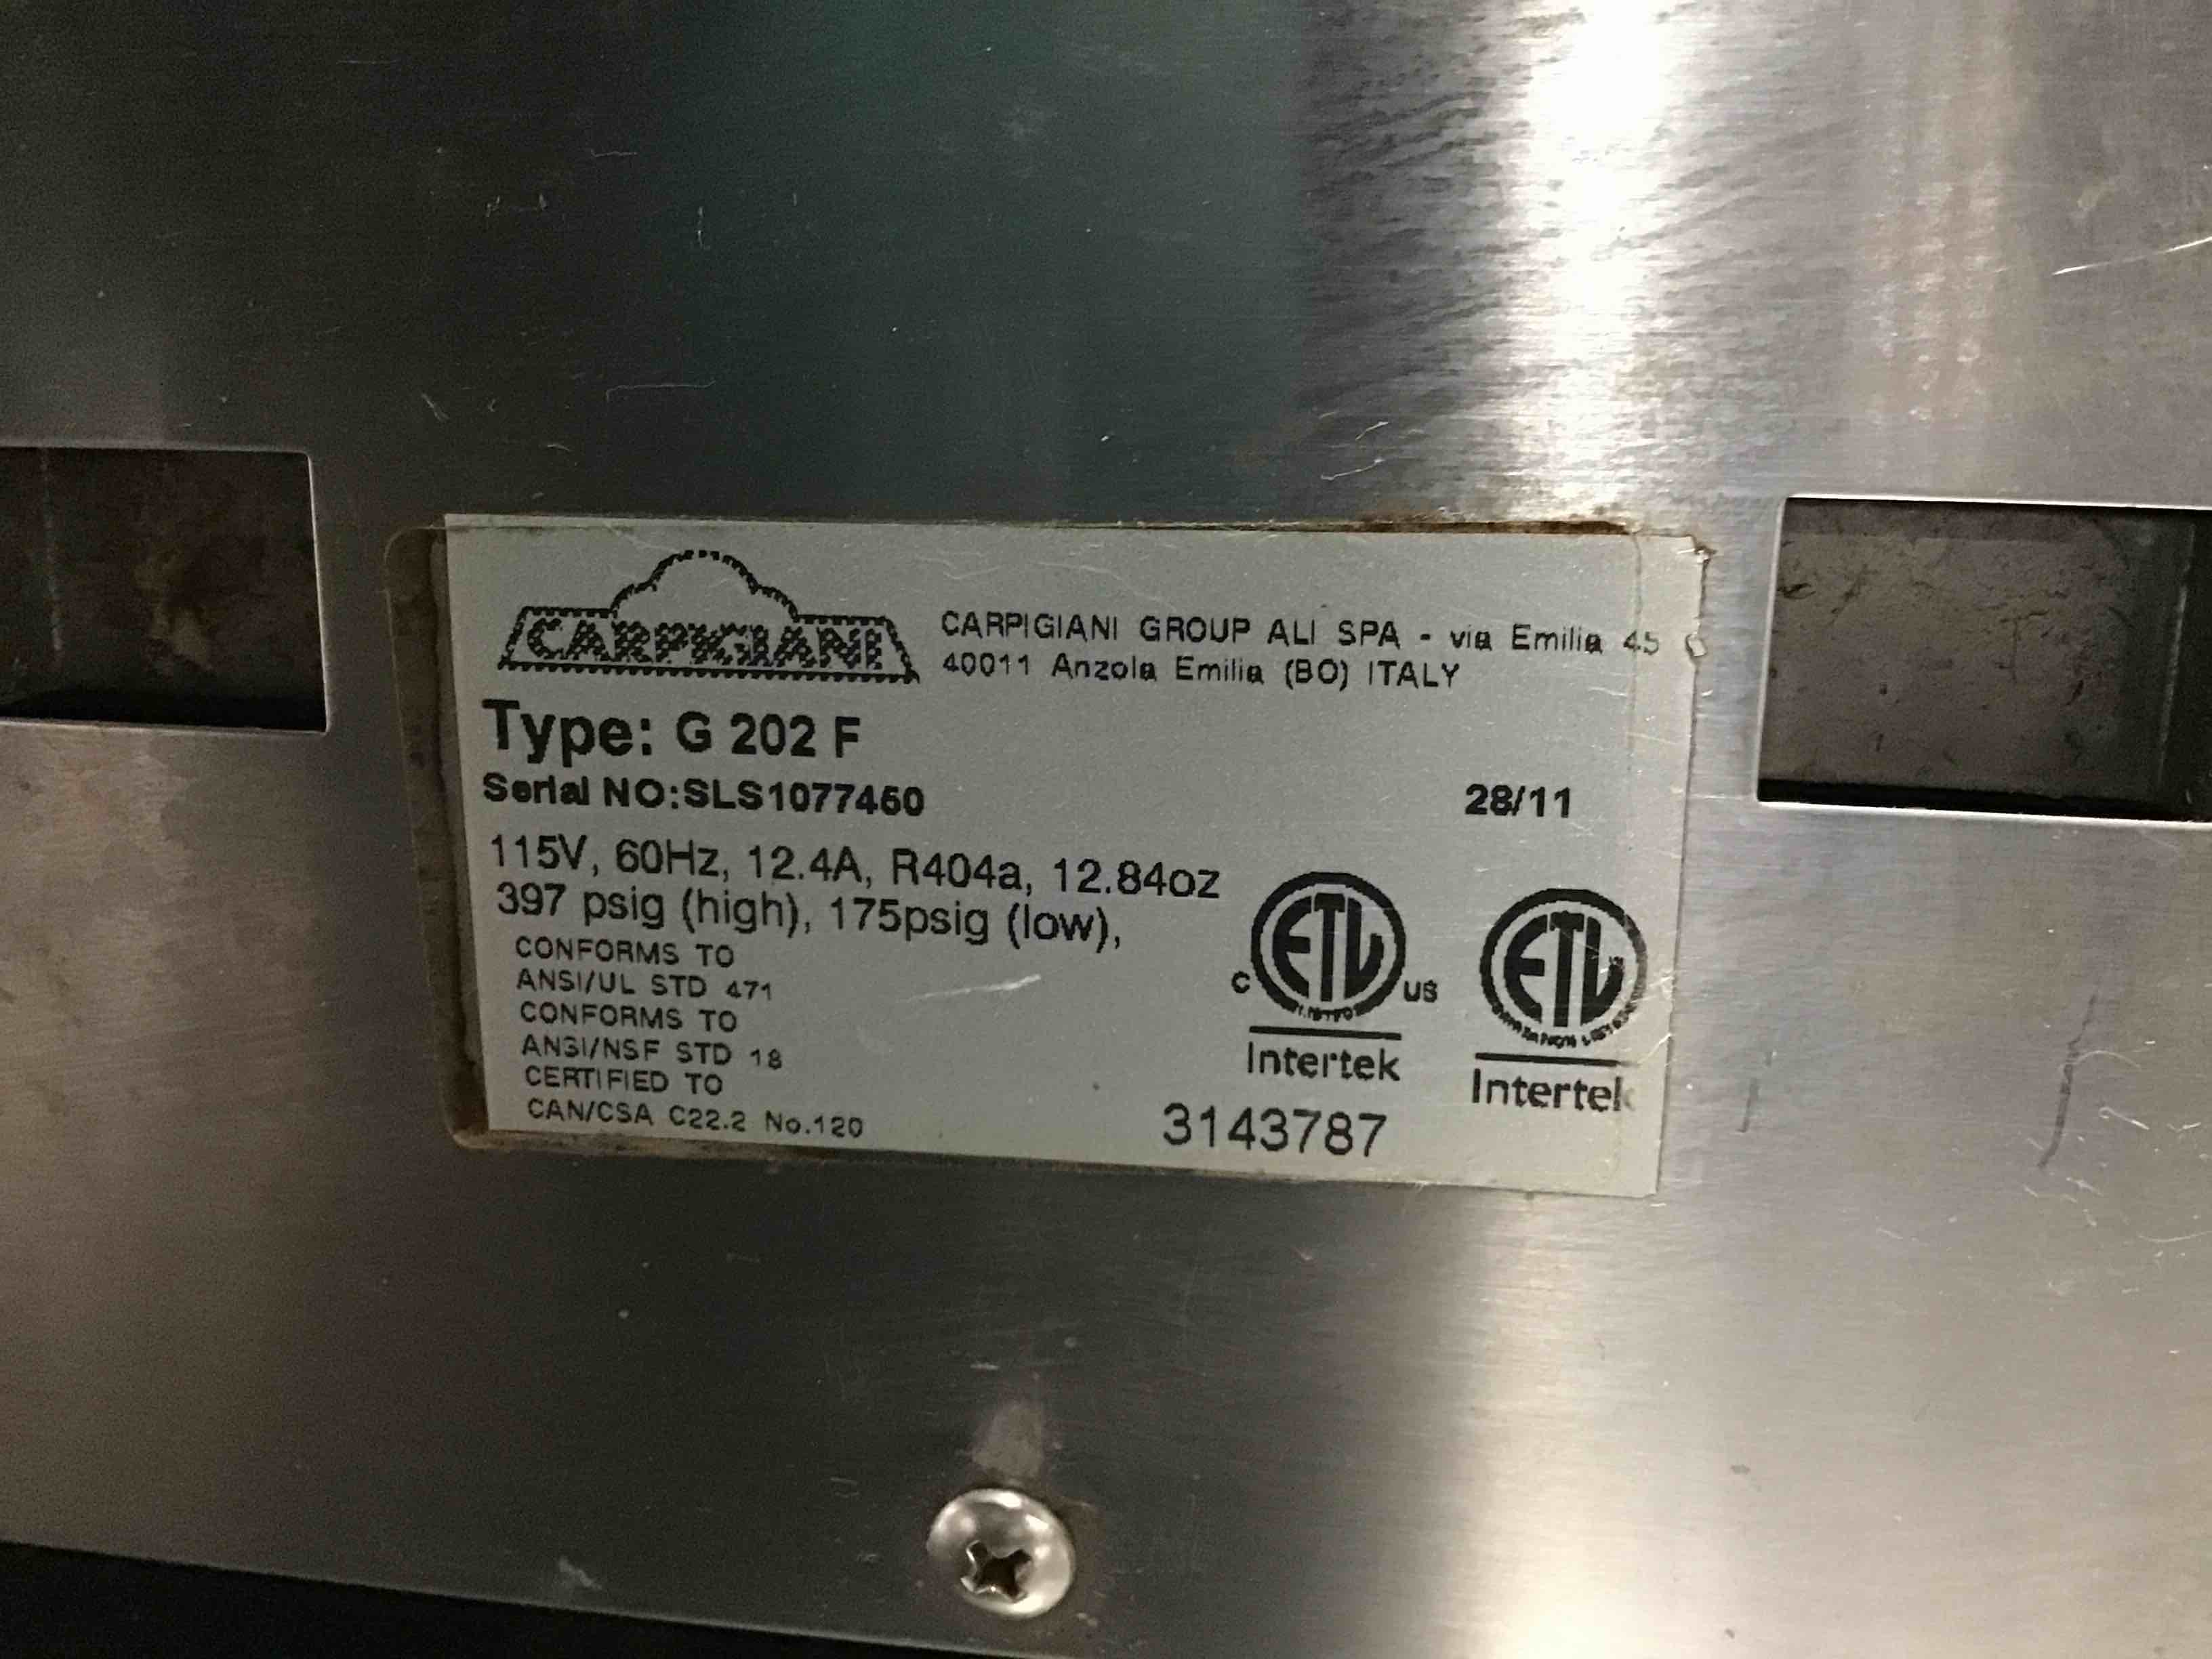 CARPIGIANI
CARPIGIANI GROUP ALI SPA - via Emilia 45
40011 Anzola Emilia (BO) ITALY
Type: G 202 F
Serial NO:SLS1077460
28/11
115V, 60Hz, 12.4A, R404a, 12.84oz
397 psig (high), 175psig (low),
CONFORMS TO
ANSI/UL STD 471
CONFORMS TO
ANSI/NSF STD 18
CERTIFIED TO
CAN/CSA C22.2 No.120
C ETL US
LISTED
Intertek
ETL
SANITATION LISTED
Intertek
3143787